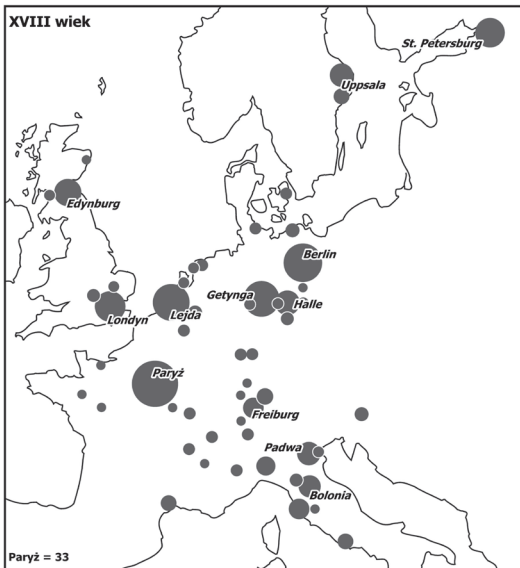 XVIII wiek
St. Petersburg
Uppsala
Edynburg
Berlin
Getynga
Halle
Lejda
Londyn
Paryż
Freiburg
Padwa
Bolonia
Paryż = 33